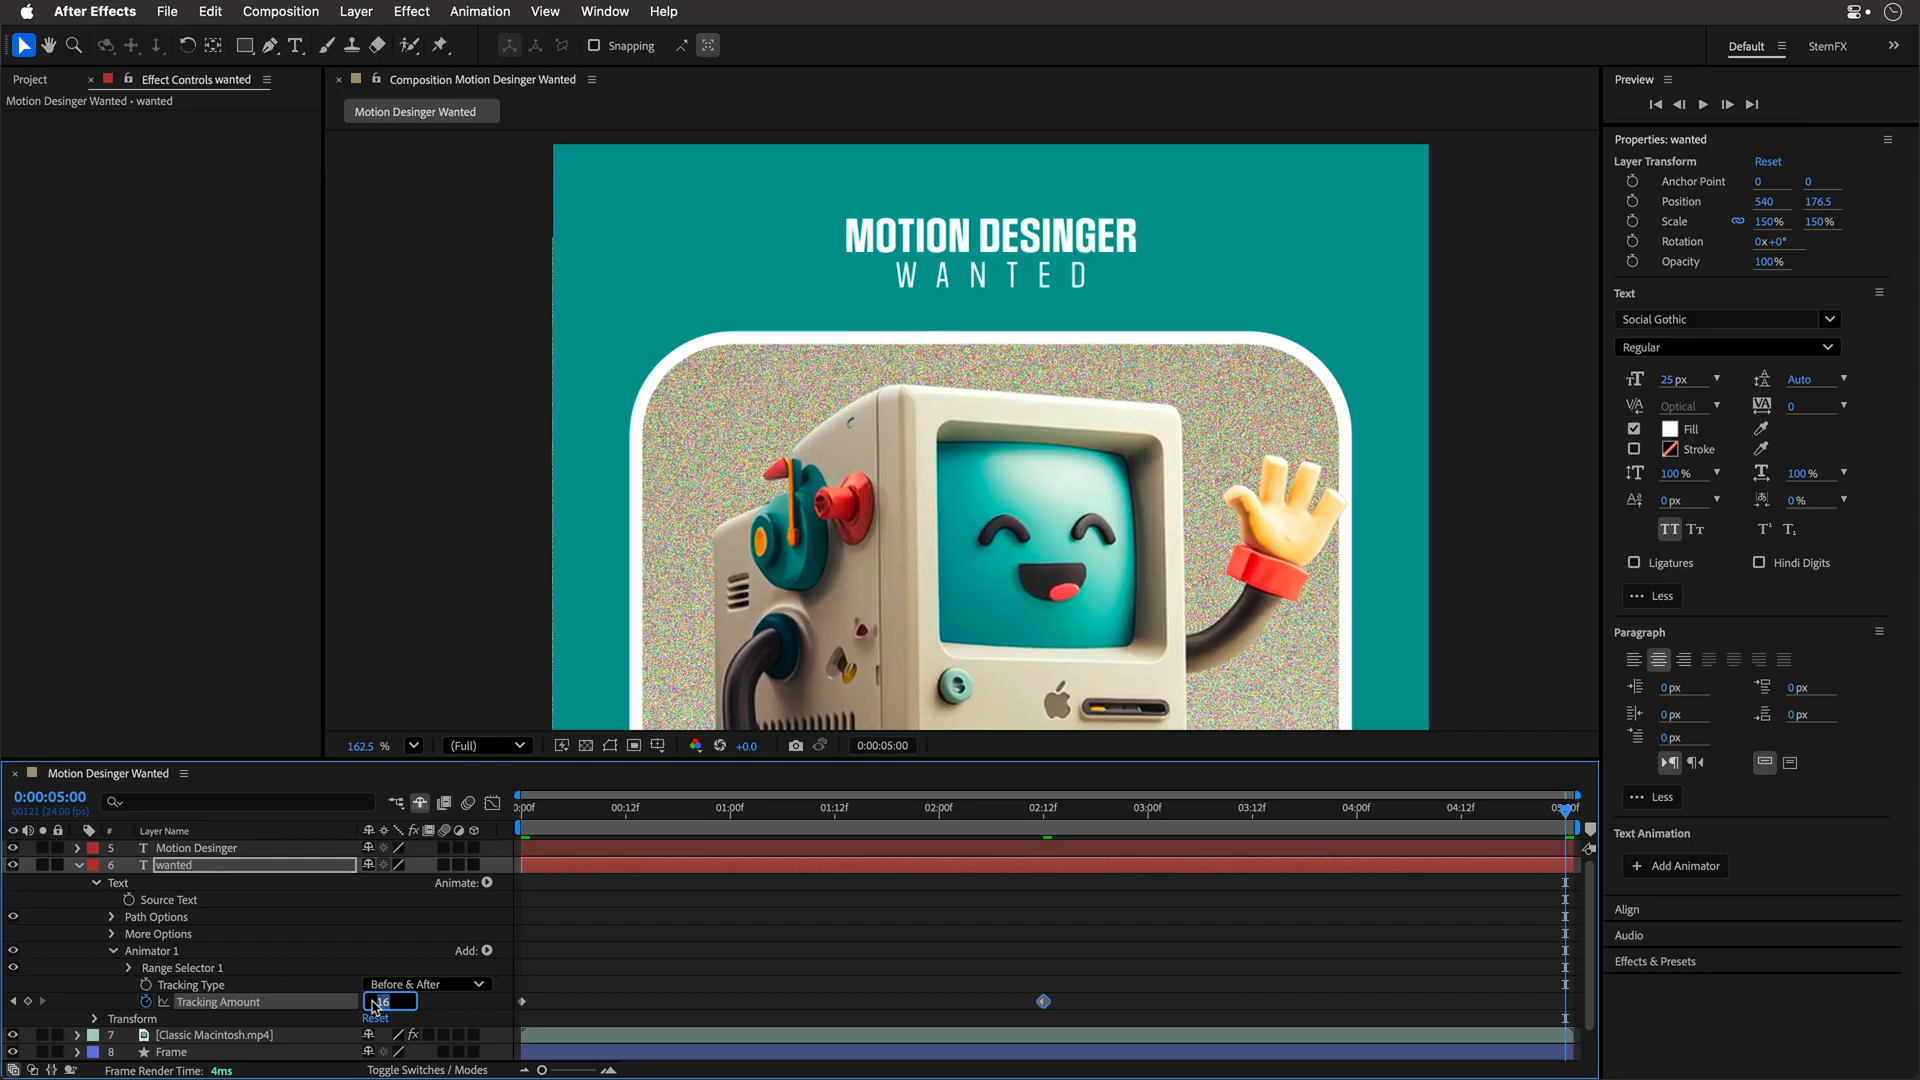 After Effects File Edit Composition Layer Effect Animation View Window Help
Snapping Default SternFX
Project Effect Controls wanted
Motion Desinger Wanted • wanted
Composition Motion Desinger Wanted
Motion Desinger Wanted
MOTION DESINGER
WANTED
162.5 % (Full) +0.0 0:00:05:00
Preview
Properties: wanted
Layer Transform Reset
Anchor Point 0 0
Position 540 176.5
Scale 150% 150%
Rotation 0x+0°
Opacity 100%
Text
Social Gothic
Regular
25 px Auto
Optical 0
Fill
Stroke
100 % 100 %
0 px 0 %
Ligatures Hindi Digits
Less
Paragraph
0 px 0 px
0 px 0 px
0 px
Less
Text Animation
+ Add Animator
Align
Audio
Effects & Presets
Motion Desinger Wanted
0:00:05:00
00121 (24.00 fps)
:00f 00:12f 01:00f 01:12f 02:00f 02:12f 03:00f 03:12f 04:00f 04:12f 05:00f
# Layer Name
5 T Motion Desinger
6 T wanted
Text Animate:
Source Text
Path Options
More Options
Animator 1 Add:
Range Selector 1
Tracking Type Before & After
Tracking Amount 16
Transform Reset
7 [Classic Macintosh.mp4]
8 Frame
Frame Render Time: 4ms Toggle Switches / Modes